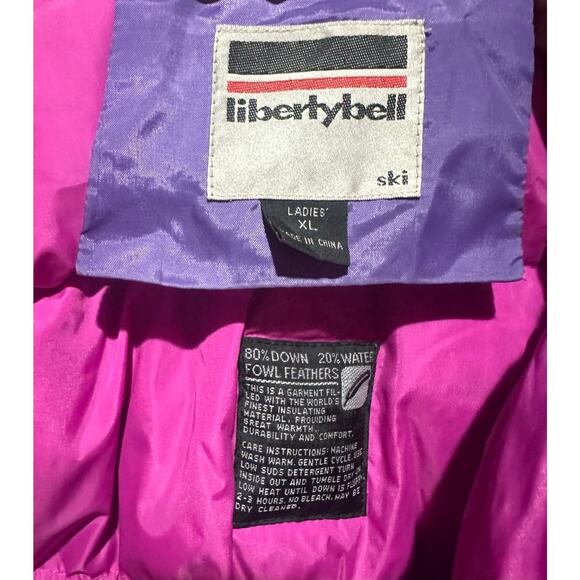 libertybell
ski
LADIES'
XL
MADE IN CHINA
80% DOWN 20% WATER
FOWL FEATHERS
THIS IS A GARMENT FIL-
LED WITH THE WORLD'S
FINEST INSULATING
MATERIAL, PROUIDING
GREAT WARMTH,
DURABILITY AND COMFORT.
CARE INSTRUCTIONS: MACHINE
WASH WARM. GENTLE CYCLE. USE
LOW SUDS DETERGENT TURN
INSIDE OUT AND TUMBLE DRY ON
LOW HEAT UNTIL DOWN IS FLUFFY
2-3 HOURS. NO BLEACH. MAY BE
DRY CLEANED.